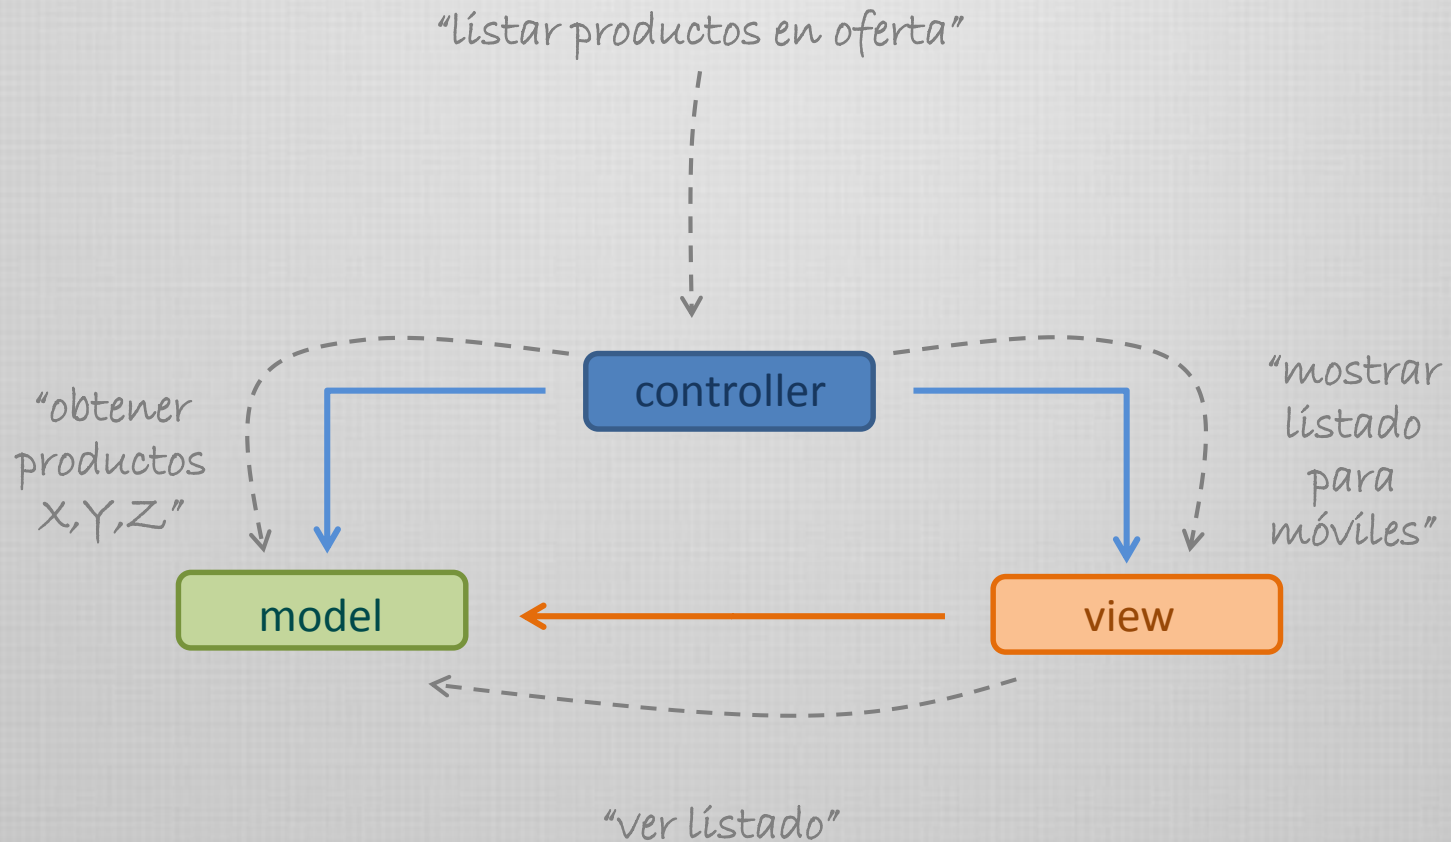 “listar productos en oferta”
controller
“obtener
productos
X,Y,Z”
“mostrar
listado
para
móviles”
model
view
“ver listado”